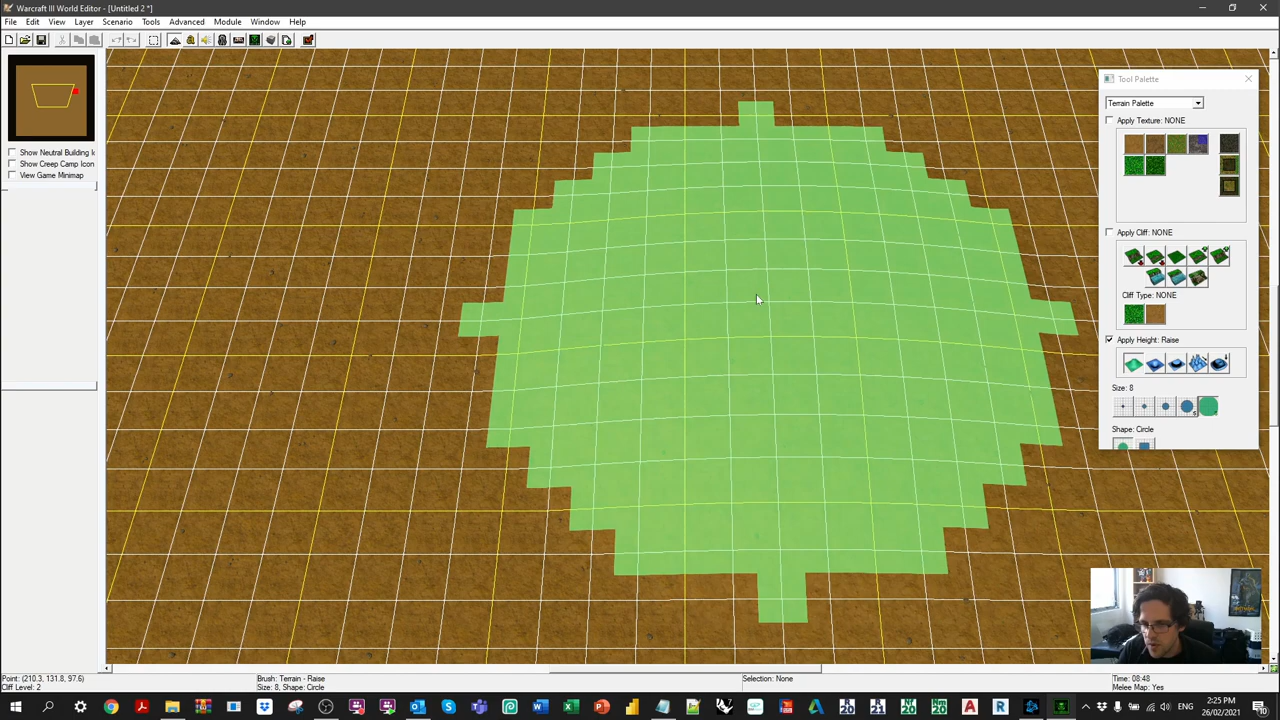 Warcraft III World Editor - [Untitled 2 *]
File Edit View Layer Scenario Tools Advanced Module Window Help
Show Neutral Building Ic
Show Creep Camp Icon
View Game Minimap
Tool Palette
Terrain Palette
Apply Texture: NONE
Apply Cliff: NONE
Cliff Type: NONE
Apply Height: Raise
Size: 8
Shape: Circle
Point: (210.3, 131.8, 97.6)
Cliff Level: 2
Brush: Terrain - Raise
Size: 8, Shape: Circle
Selection: None
Time: 08:48
Melee Map: Yes
ENG
2:25 PM
26/02/2021